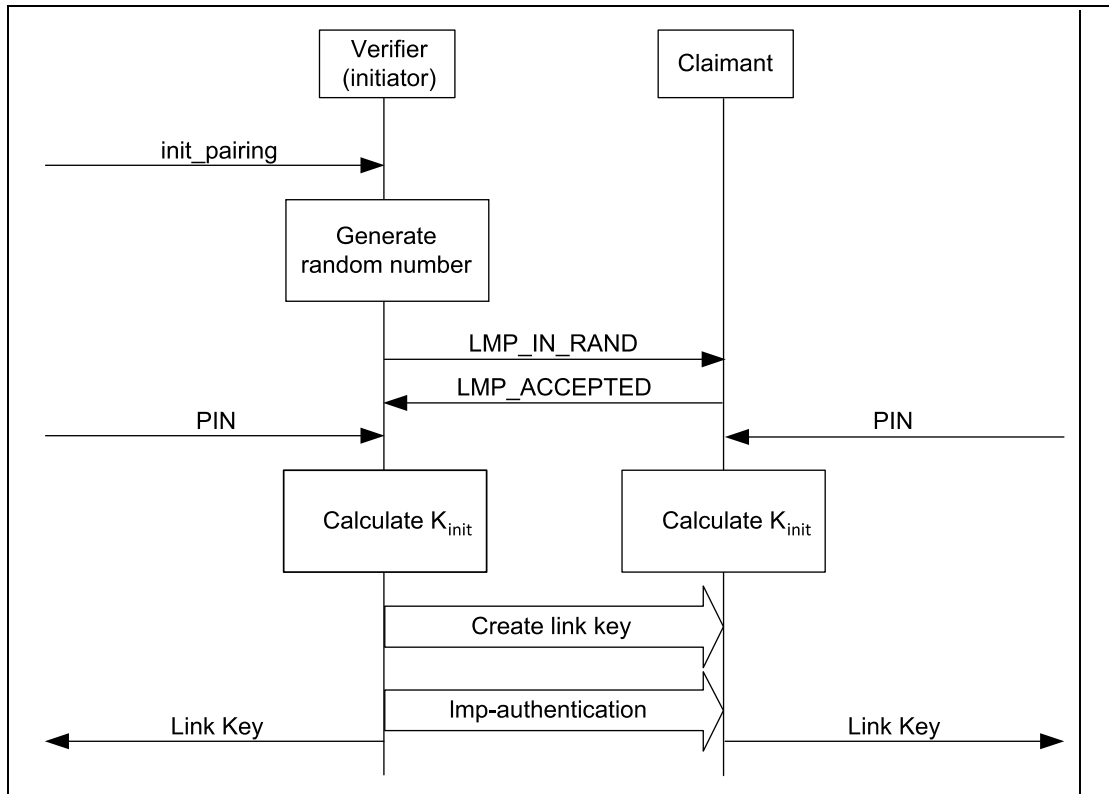 Verifier
(initiator)
Claimant
init_pairing
Generate
random number
LMP_IN_RAND
LMP_ACCEPTED
PIN
PIN
Calculate Kinit
Calculate Kinit
Create link key
lmp-authentication
Link Key
Link Key